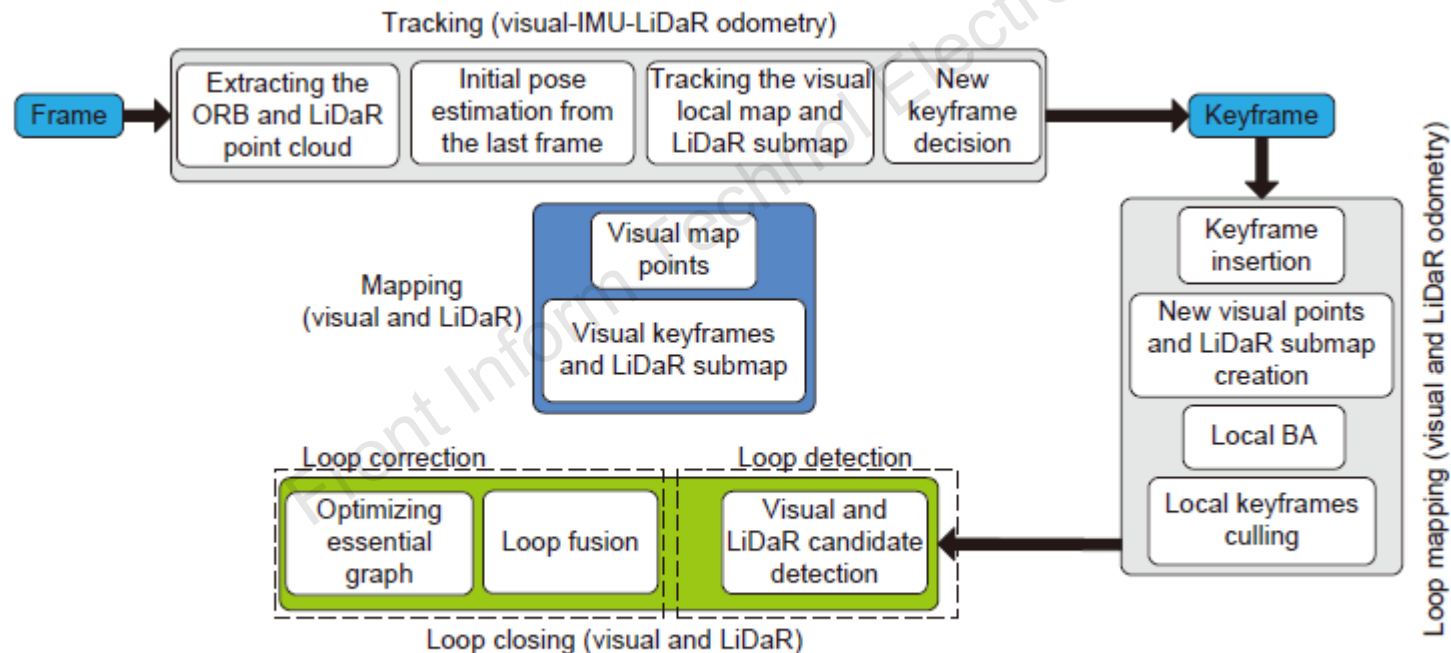 Tracking (visual-IMU-LiDaR odometry)
Frame
Extracting the
ORB and LiDaR
point cloud
Initial pose
estimation from
the last frame
Tracking the visual
local map and
LiDaR submap
New
keyframe
decision
Keyframe
Keyframe
insertion
New visual points
and LiDaR submap
creation
Local BA
Local keyframes
culling
Loop mapping (visual and LiDaR odometry)
Mapping
(visual and LiDaR)
Visual map
points
Visual keyframes
and LiDaR submap
Loop correction
Loop detection
Optimizing
essential
graph
Loop fusion
Visual and
LiDaR candidate
detection
Loop closing (visual and LiDaR)
Front Inform Technol Electro